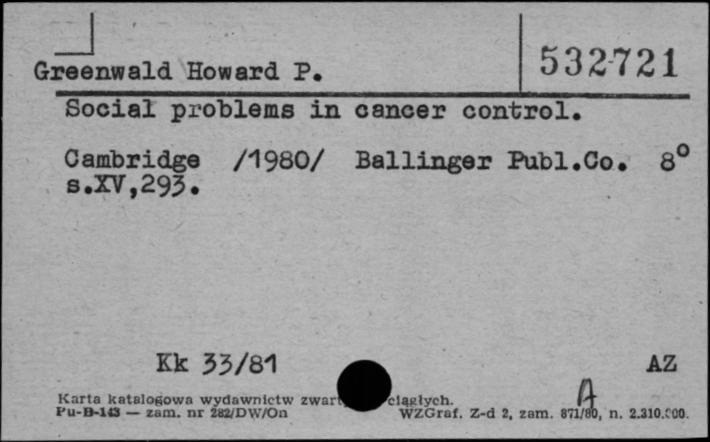 532721
Greenwald Howard P.
Social problems in cancer control.
Cambridge /1980/ Ballinger Publ.Co. 8°
s.XV,293.
Kk 33/81 AZ
A
Karta katalogowa wydawnictw ciągłych.
Pu-B-143 — zam. nr 282/DW/On WZGraf. Z-d 2, zam. 871/80, n. 2.310.000.